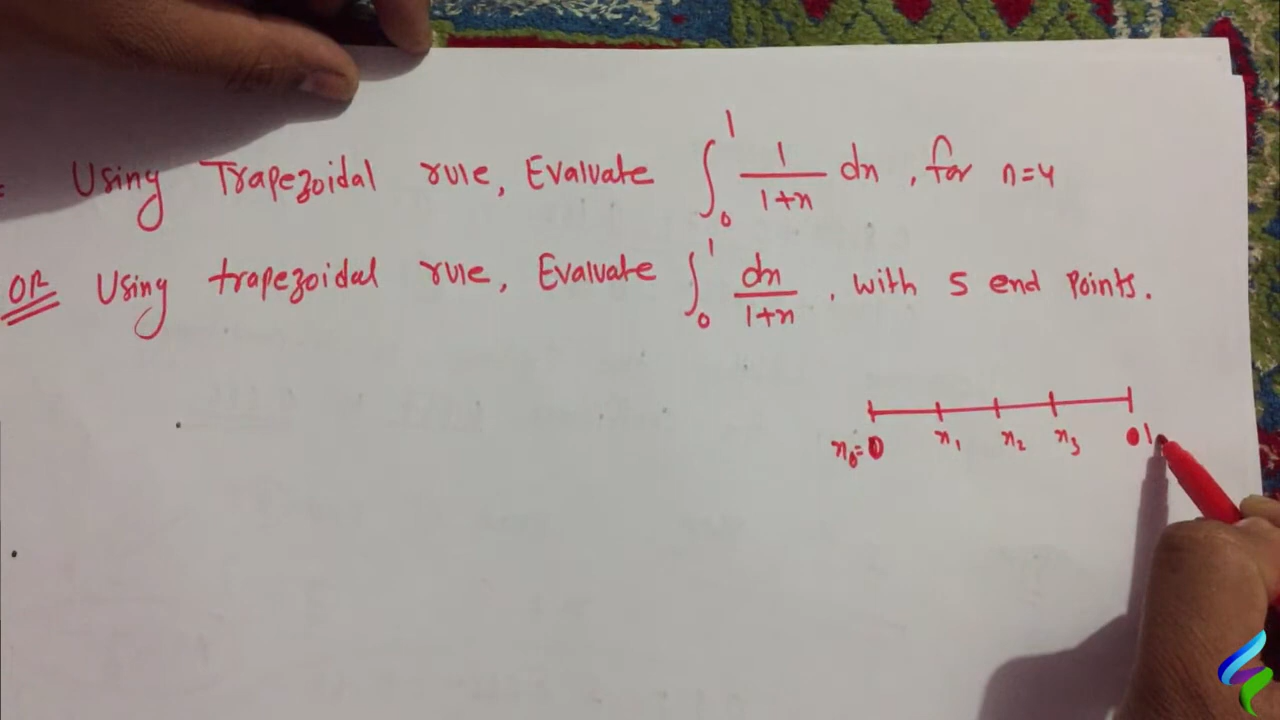 Using Trapezoidal rule, Evaluate ∫₀¹ 1/(1+x) dx, for n=4
OR Using trapezoidal rule, Evaluate ∫₀¹ dx/(1+x), with 5 end points.
x₀=0 x₁ x₂ x₃ 1